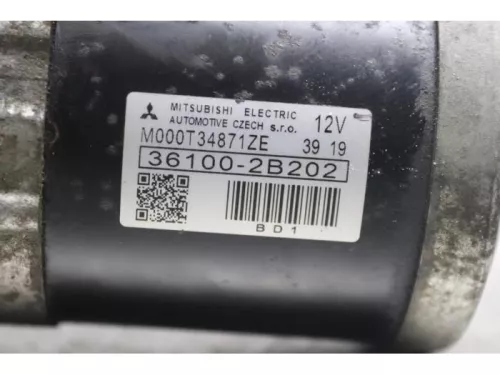 MITSUBISHI ELECTRIC
AUTOMOTIVE CZECH s.r.o. 12V
M000T34871ZE 39 19
36100-2B202
BD1